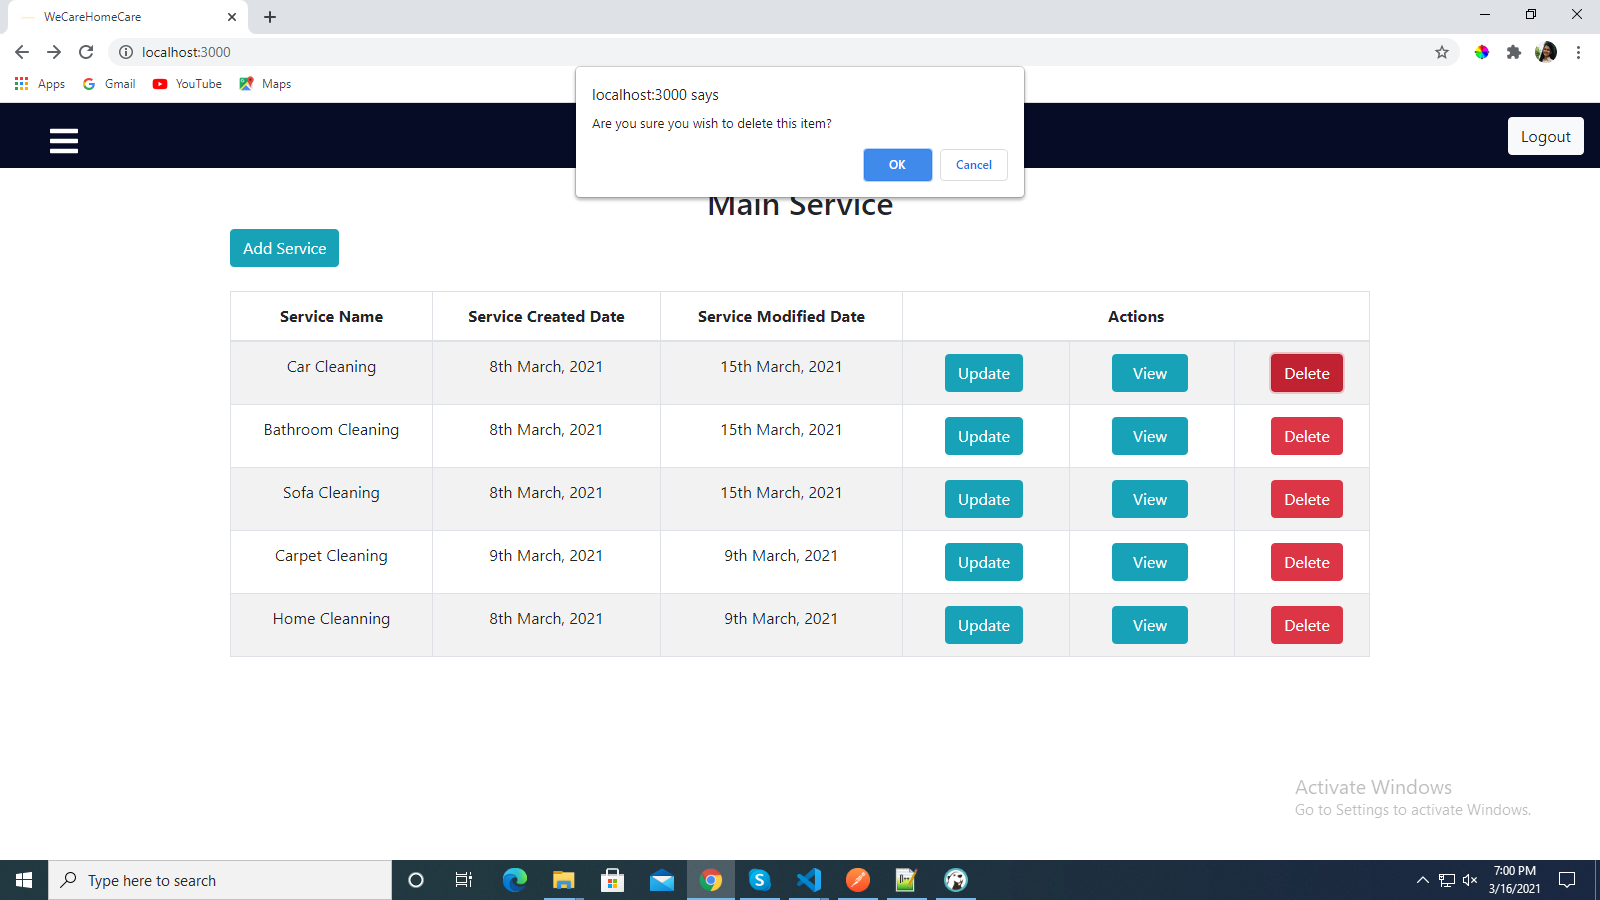 WeCareHomeCare
localhost:3000
Apps Gmail YouTube Maps
localhost:3000 says
Are you sure you wish to delete this item?
OK Cancel
Logout
Main Service
Add Service
Service Name Service Created Date Service Modified Date Actions
Car Cleaning 8th March, 2021 15th March, 2021 Update View Delete
Bathroom Cleaning 8th March, 2021 15th March, 2021 Update View Delete
Sofa Cleaning 8th March, 2021 15th March, 2021 Update View Delete
Carpet Cleaning 9th March, 2021 9th March, 2021 Update View Delete
Home Cleanning 8th March, 2021 9th March, 2021 Update View Delete
Activate Windows
Go to Settings to activate Windows.
Type here to search
7:00 PM
3/16/2021